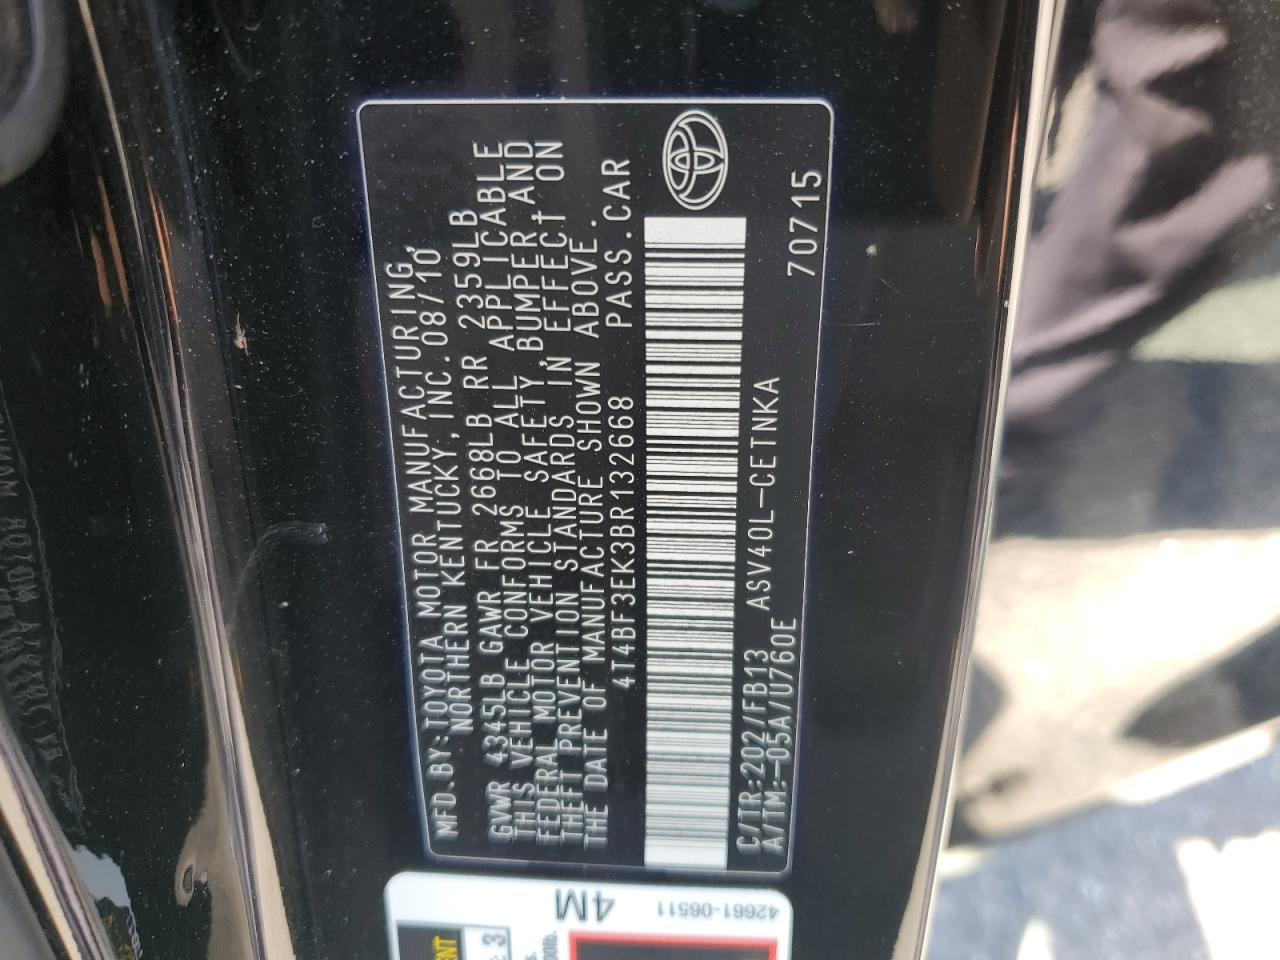 MFD.BY:TOYOTA MOTOR MANUFACTURING,
NORTHERN KENTUCKY, INC. 08/10
GVWR 4345LB GAWR FR 2668LB RR 2359LB
THIS VEHICLE CONFORMS TO ALL APPLICABLE
FEDERAL MOTOR VEHICLE SAFETY, BUMPER, AND
THEFT PREVENTION STANDARDS IN EFFECT ON
THE DATE OF MANUFACTURE SHOWN ABOVE.
4T4BF3EK3BR132668 PASS.CAR
C/TR:202/FB13 ASV40L-CETNKA
A/TM:-05A/U760E 70715
4M
42661-06511